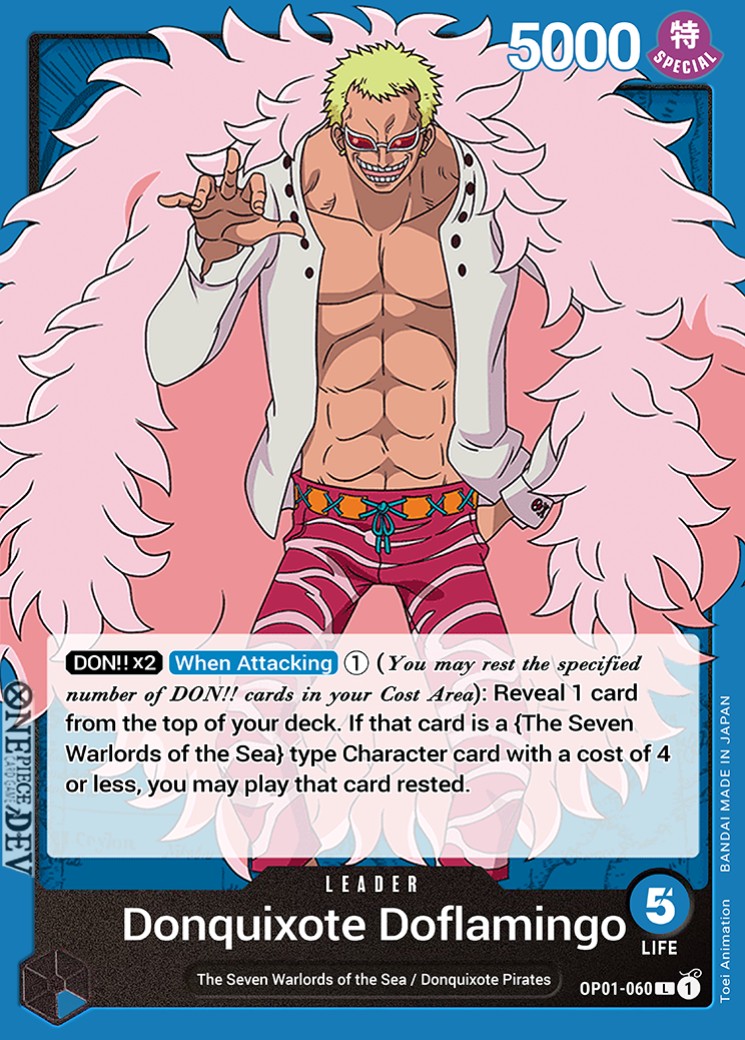 5000
特
SPECIAL
DON!! x2 When Attacking ① (You may rest the specified
number of DON!! cards in your Cost Area): Reveal 1 card
from the top of your deck. If that card is a {The Seven
Warlords of the Sea} type Character card with a cost of 4
or less, you may play that card rested.
ONE PIECE
CARD GAME
.DEV
LEADER
Donquixote Doflamingo
5
LIFE
The Seven Warlords of the Sea / Donquixote Pirates
OP01-060 L 1
Toei Animation BANDAI MADE IN JAPAN